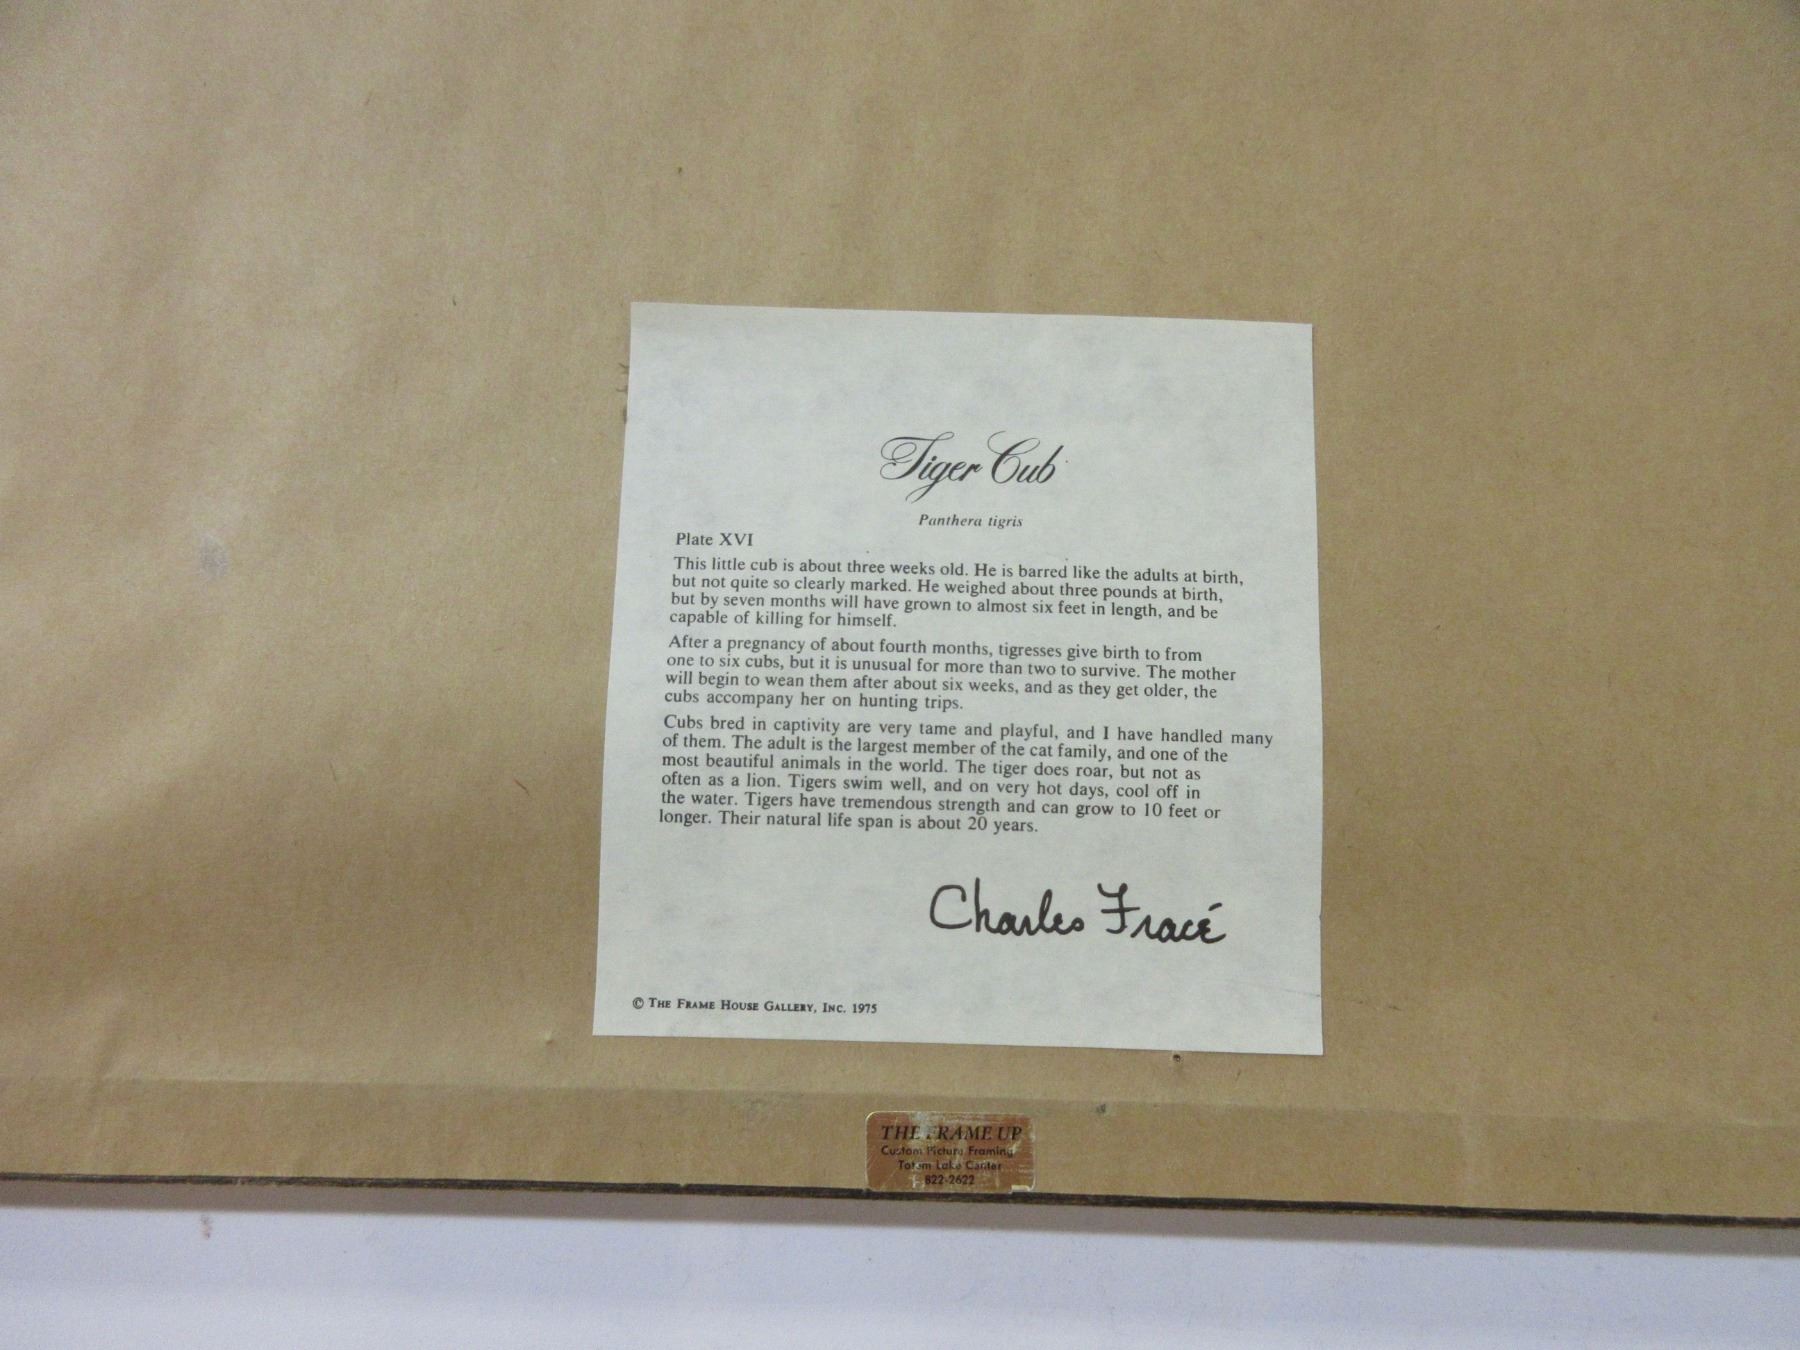 Tiger Cub
Panthera tigris
Plate XVI
This little cub is about three weeks old. He is barred like the adults at birth,
but not quite so clearly marked. He weighed about three pounds at birth,
but by seven months will have grown to almost six feet in length, and be
capable of killing for himself.
After a pregnancy of about fourth months, tigresses give birth to from
one to six cubs, but it is unusual for more than two to survive. The mother
will begin to wean them after about six weeks, and as they get older, the
cubs accompany her on hunting trips.
Cubs bred in captivity are very tame and playful, and I have handled many
of them. The adult is the largest member of the cat family, and one of the
most beautiful animals in the world. The tiger does roar, but not as
often as a lion. Tigers swim well, and on very hot days, cool off in
the water. Tigers have tremendous strength and can grow to 10 feet or
longer. Their natural life span is about 20 years.
Charles Fracé
© THE FRAME HOUSE GALLERY, INC. 1975
THE FRAME UP
Custom Picture Framing
Totem Lake Center
822-2622